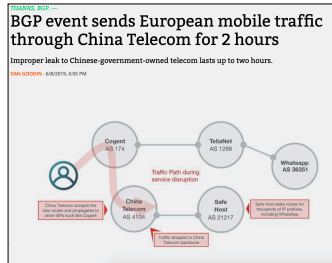 THANKS, BGP. —
BGP event sends European mobile traffic
through China Telecom for 2 hours
Improper leak to Chinese-government-owned telecom lasts up to two hours.
DAN GOODIN - 6/8/2019, 6:05 PM
Cogent
AS 174
TeliaNet
AS 1299
Whatsapp
AS 36351
Traffic Path during
service disruption
China Telecom accepts the
new routes and propagates to
other ISPs such like Cogent
China
Telecom
AS 4134
Safe
Host
AS 21217
Safe Host leaks routes for
thousands of IP prefixes,
including WhatsApp
Traffic dropped in China
Telecom backbone